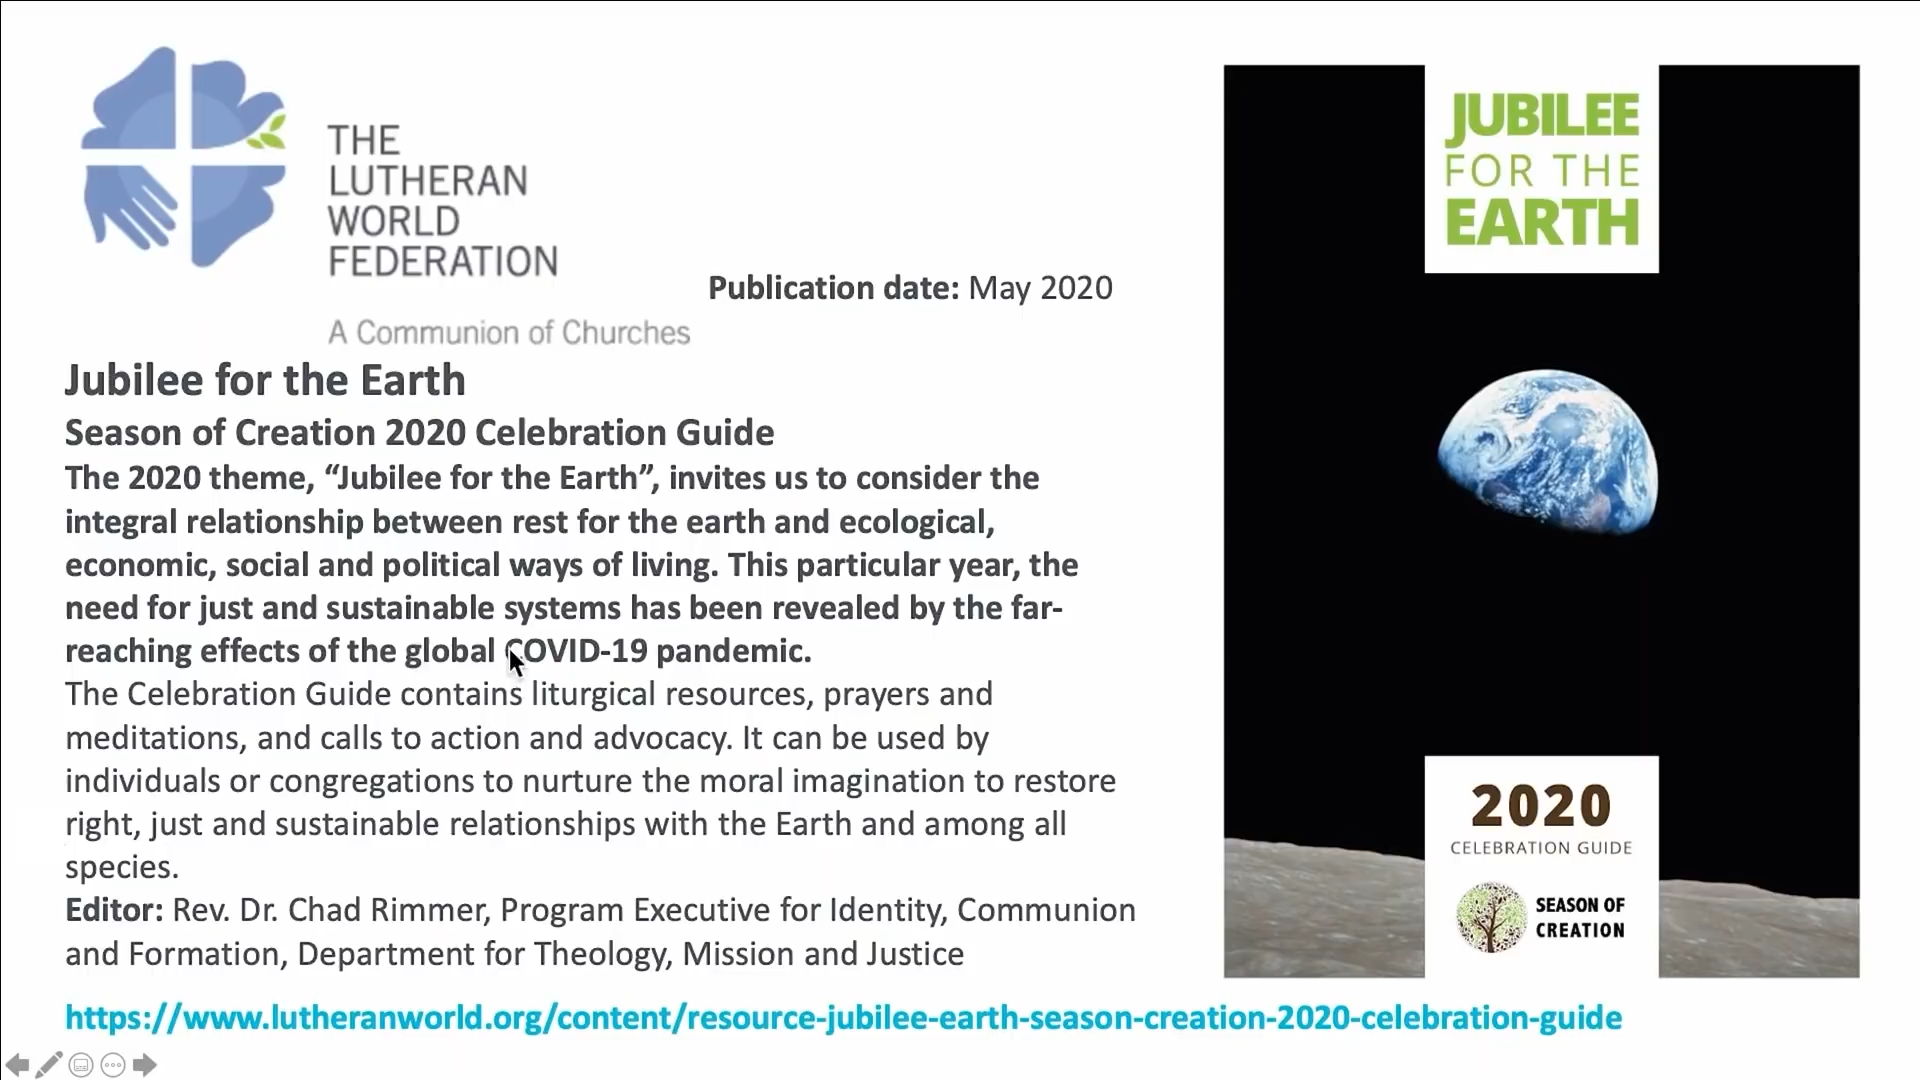 THE
LUTHERAN
WORLD
FEDERATION
A Communion of Churches
Publication date: May 2020
Jubilee for the Earth
Season of Creation 2020 Celebration Guide
The 2020 theme, “Jubilee for the Earth”, invites us to consider the
integral relationship between rest for the earth and ecological,
economic, social and political ways of living. This particular year, the
need for just and sustainable systems has been revealed by the far-
reaching effects of the global COVID-19 pandemic.
The Celebration Guide contains liturgical resources, prayers and
meditations, and calls to action and advocacy. It can be used by
individuals or congregations to nurture the moral imagination to restore
right, just and sustainable relationships with the Earth and among all
species.
Editor: Rev. Dr. Chad Rimmer, Program Executive for Identity, Communion
and Formation, Department for Theology, Mission and Justice
https://www.lutheranworld.org/content/resource-jubilee-earth-season-creation-2020-celebration-guide
JUBILEE
FOR THE
EARTH
2020
CELEBRATION GUIDE
SEASON OF
CREATION